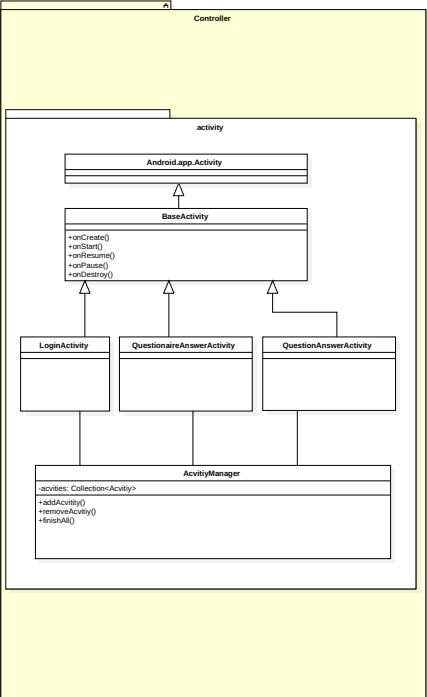 Controller
activity
Android.app.Activity
BaseActivity
+onCreate()
+onStart()
+onResume()
+onPause()
+onDestroy()
LoginActivity
QuestionaireAnswerActivity
QuestionAnswerActivity
AcvitiyManager
-acvities: Collection<Acvitiy>
+addAcvitity()
+removeAcvitiy()
+finishAll()